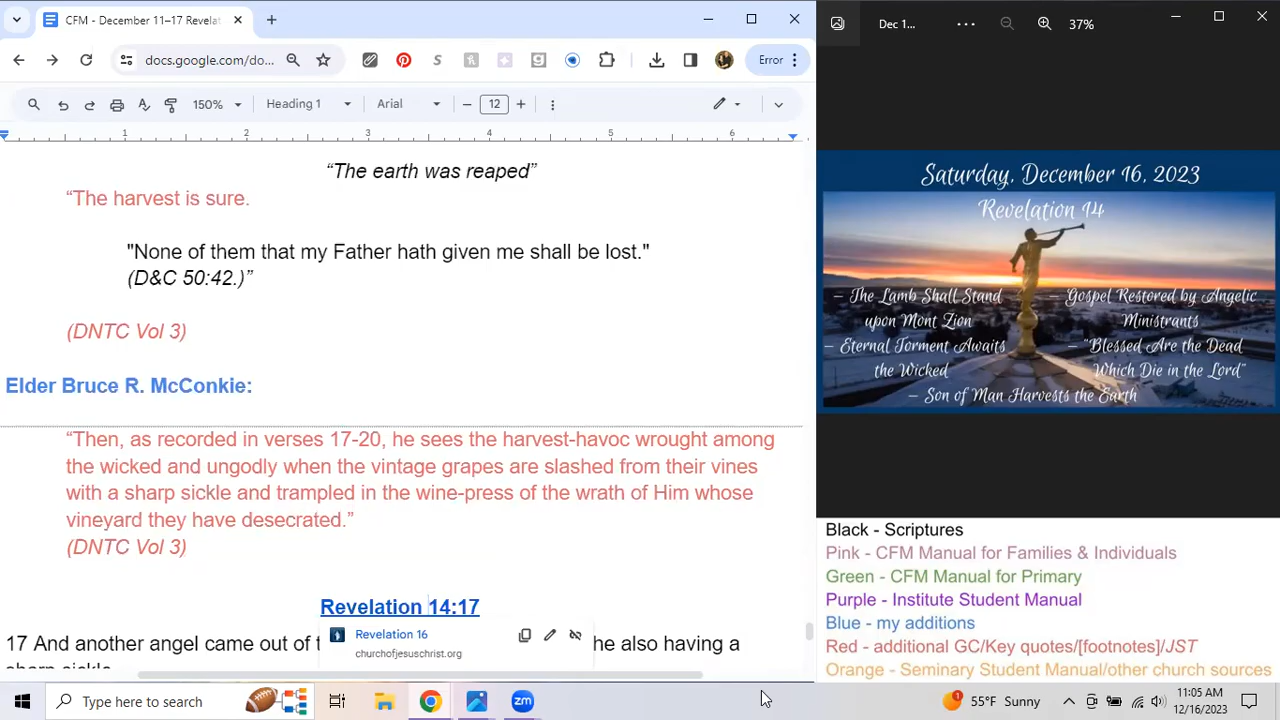 CFM - December 11–17 Revelat
docs.google.com/do...
Error
150%
Heading 1
Arial
12
1 2 3 4 5 6
“The earth was reaped”
“The harvest is sure.
"None of them that my Father hath given me shall be lost."
(D&C 50:42.)”
(DNTC Vol 3)
Elder Bruce R. McConkie:
“Then, as recorded in verses 17-20, he sees the harvest-havoc wrought among
the wicked and ungodly when the vintage grapes are slashed from their vines
with a sharp sickle and trampled in the wine-press of the wrath of Him whose
vineyard they have desecrated.”
(DNTC Vol 3)
Revelation 14:17
Revelation 16
churchofjesuschrist.org
17 And another angel came out of t
he also having a
sharp sickle
Dec 1...
37%
Saturday, December 16, 2023
Revelation 14
– The Lamb Shall Stand
upon Mont Zion
– Eternal Torment Awaits
the Wicked
– Gospel Restored by Angelic
Ministrants
– "Blessed Are the Dead
Which Die in the Lord"
– Son of Man Harvests the Earth
Black - Scriptures
Pink - CFM Manual for Families & Individuals
Green - CFM Manual for Primary
Purple - Institute Student Manual
Blue - my additions
Red - additional GC/Key quotes/[footnotes]/JST
Orange - Seminary Student Manual/other church sources
Type here to search
zm
1
55°F Sunny
11:05 AM
12/16/2023